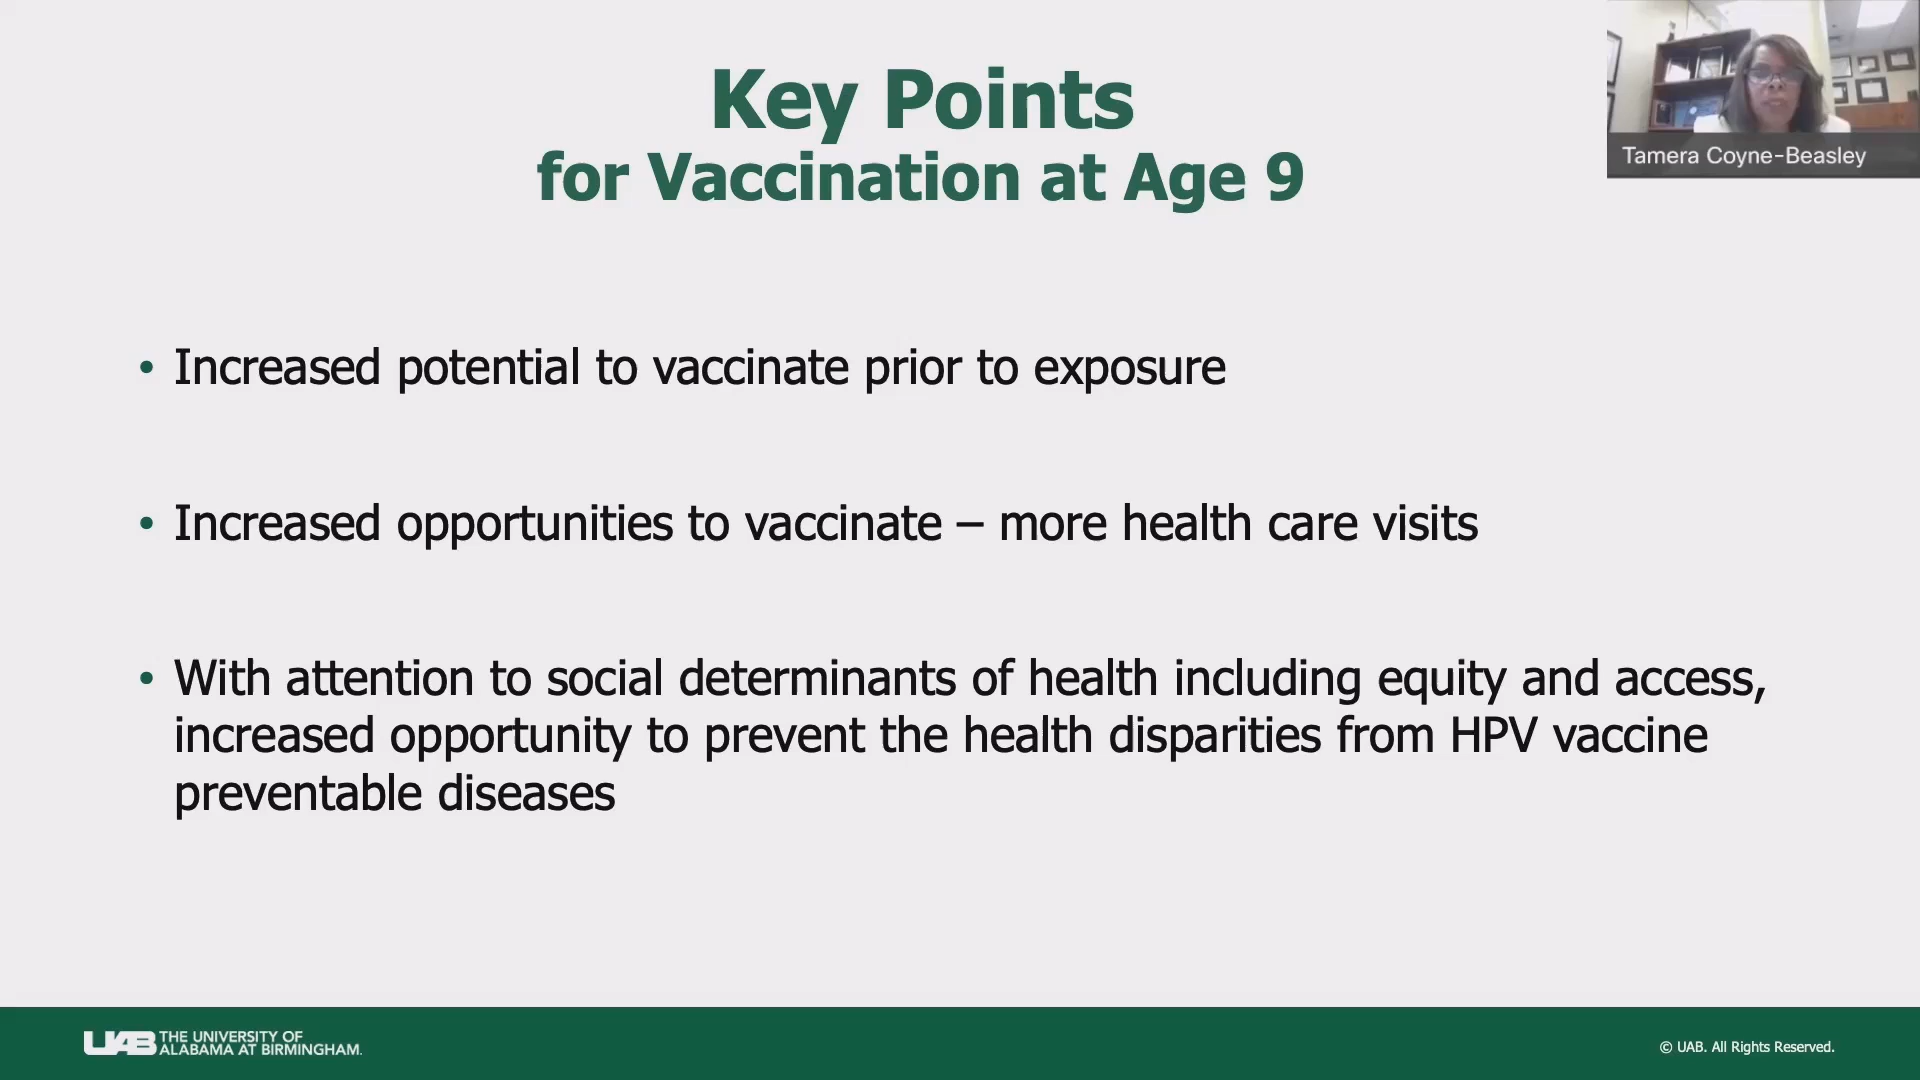 Key Points
for Vaccination at Age 9
Tamera Coyne-Beasley
• Increased potential to vaccinate prior to exposure
• Increased opportunities to vaccinate – more health care visits
• With attention to social determinants of health including equity and access,
increased opportunity to prevent the health disparities from HPV vaccine
preventable diseases
UAB THE UNIVERSITY OF
ALABAMA AT BIRMINGHAM.
© UAB. All Rights Reserved.